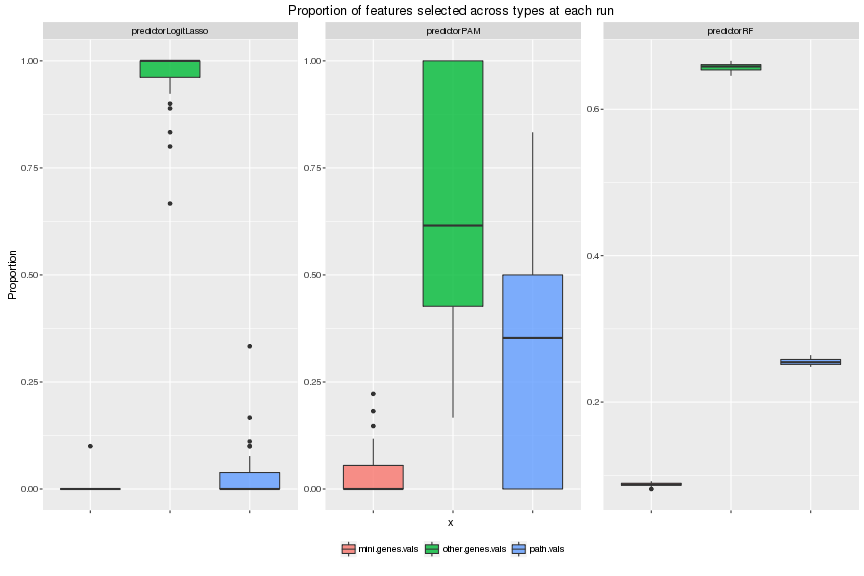 Proportion of features selected across types at each run
predictorLogitLasso
predictorPAM
predictorRF
1.00
0.75
0.50
0.25
0.00
1.00
0.75
0.50
0.25
0.00
0.6
0.4
0.2
Proportion
x
mini.genes.vals other.genes.vals path.vals